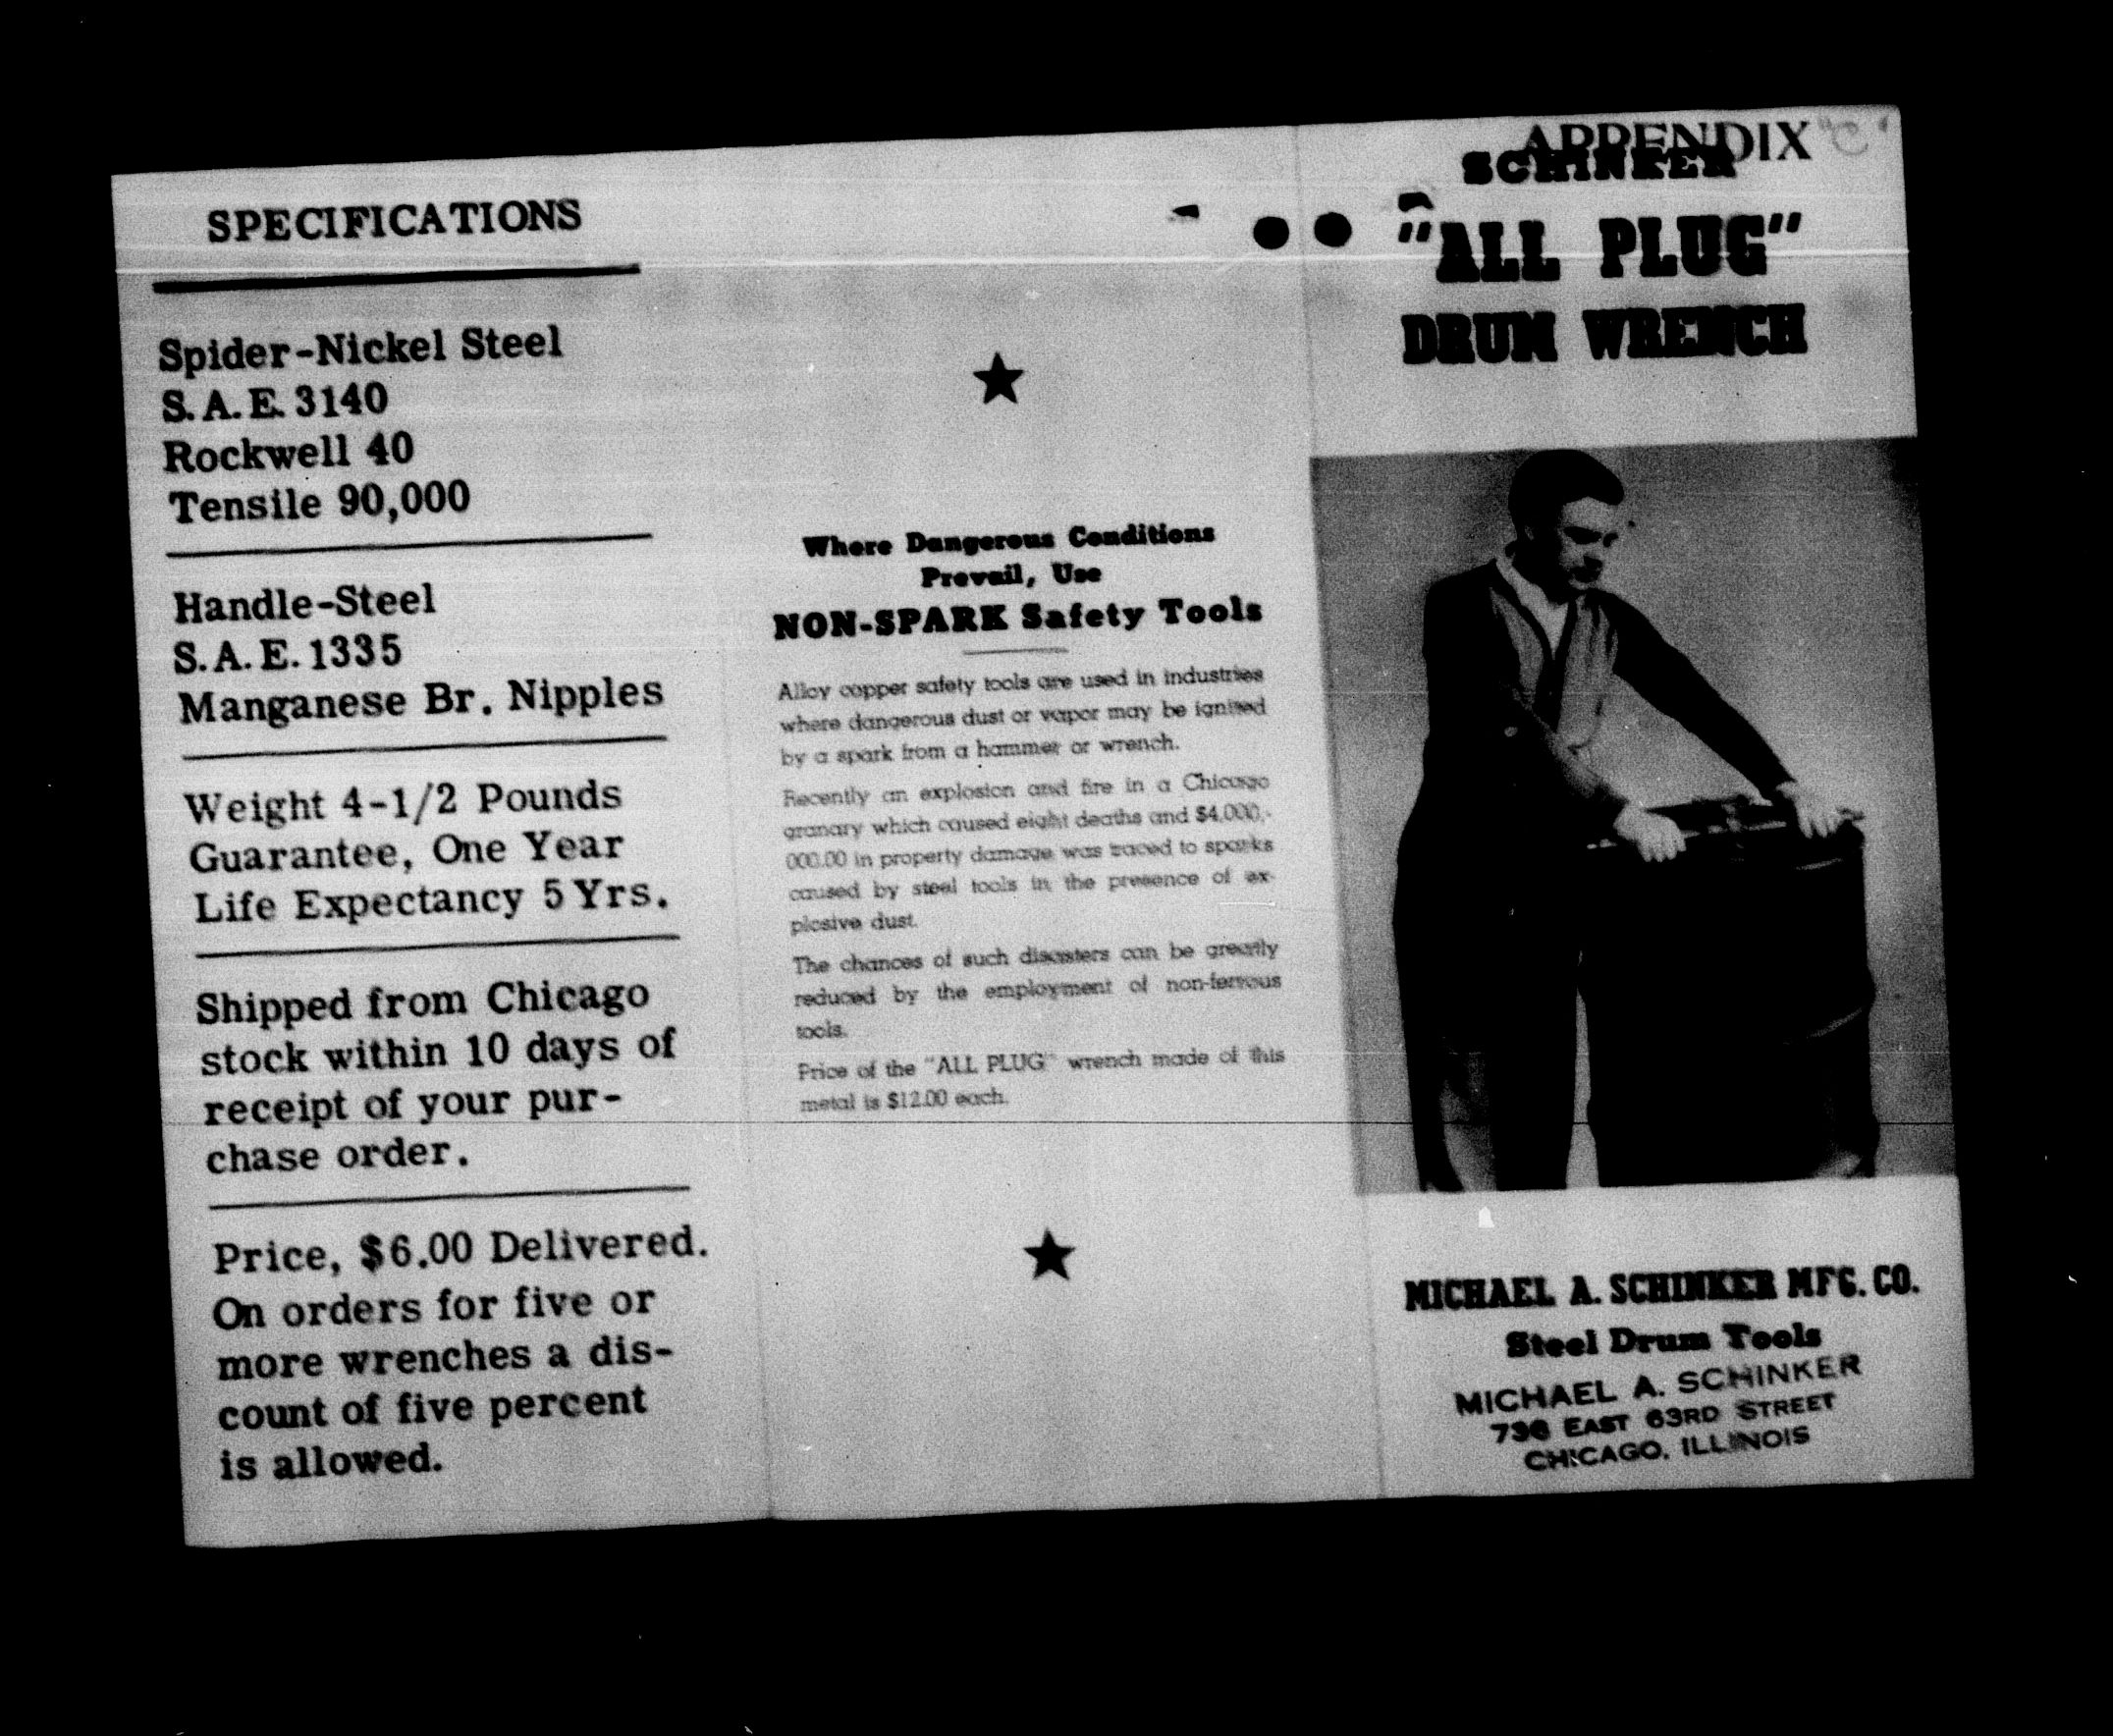 SPECIFICATIONS
Spider-Nickel Steel
S.A.E. 3140
Rockwell 40
Tensile 90,000
Handle-Steel
S.A.E. 1335
Manganese Br. Nipples
Weight 4-1/2 Pounds
Guarantee, One Year
Life Expectancy 5 Yrs.
Shipped from Chicago
stock within 10 days of
receipt of your pur-
chase order.
Price, $6.00 Delivered.
On orders for five or
more wrenches a dis-
count of five percent
is allowed.
Where Dangerous Conditions
Prevail, Use
NON-SPARK Safety Tools
Alloy copper safety tools are used in industries
where dangerous dust or vapor may be ignited
by a spark from a hammer or wrench.
Recently an explosion and fire in a Chicago
granary which caused eight deaths and $4,000,-
000.00 in property damage was traced to sparks
caused by steel tools in the presence of ex-
plosive dust.
The chances of such disasters can be greatly
reduced by the employment of non-ferrous
tools.
Price of the "ALL PLUG" wrench made of this
metal is $12.00 each.
APPENDIX "C"
SCHINKER
"ALL PLUG"
DRUM WRENCH
MICHAEL A. SCHINKER MFG. CO.
Steel Drum Tools
MICHAEL A. SCHINKER
736 EAST 63RD STREET
CHICAGO, ILLINOIS